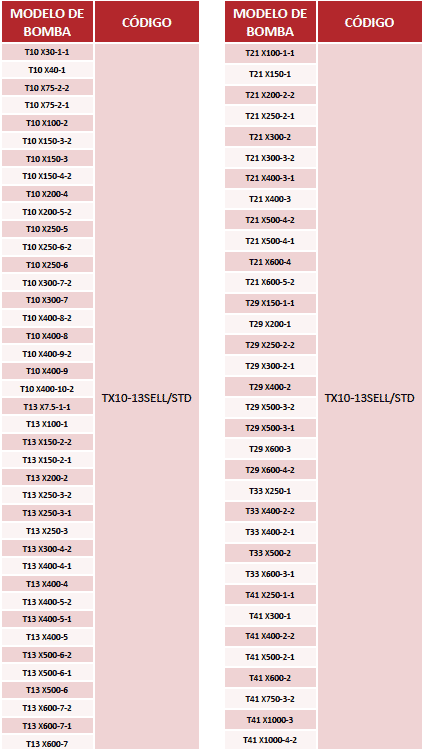 MODELO DE
BOMBA
CÓDIGO
T10 X30-1-1
T10 X40-1
T10 X75-2-2
T10 X75-2-1
T10 X100-2
T10 X150-3-2
T10 X150-3
T10 X150-4-2
T10 X200-4
T10 X200-5-2
T10 X250-5
T10 X250-6-2
T10 X250-6
T10 X300-7-2
T10 X300-7
T10 X400-8-2
T10 X400-8
T10 X400-9-2
T10 X400-9
T10 X400-10-2
T13 X7.5-1-1
T13 X100-1
T13 X150-2-2
T13 X150-2-1
T13 X200-2
T13 X250-3-2
T13 X250-3-1
T13 X250-3
T13 X300-4-2
T13 X400-4-1
T13 X400-4
T13 X400-5-2
T13 X400-5-1
T13 X400-5
T13 X500-6-2
T13 X500-6-1
T13 X500-6
T13 X600-7-2
T13 X600-7-1
T13 X600-7
TX10-13SELL/STD
MODELO DE
BOMBA
CÓDIGO
T21 X100-1-1
T21 X150-1
T21 X200-2-2
T21 X250-2-1
T21 X300-2
T21 X300-3-2
T21 X400-3-1
T21 X400-3
T21 X500-4-2
T21 X500-4-1
T21 X600-4
T21 X600-5-2
T29 X150-1-1
T29 X200-1
T29 X250-2-2
T29 X300-2-1
T29 X400-2
T29 X500-3-2
T29 X500-3-1
T29 X600-3
T29 X600-4-2
T33 X250-1
T33 X400-2-2
T33 X400-2-1
T33 X500-2
T33 X600-3-1
T41 X250-1-1
T41 X300-1
T41 X400-2-2
T41 X500-2-1
T41 X600-2
T41 X750-3-2
T41 X1000-3
T41 X1000-4-2
TX10-13SELL/STD